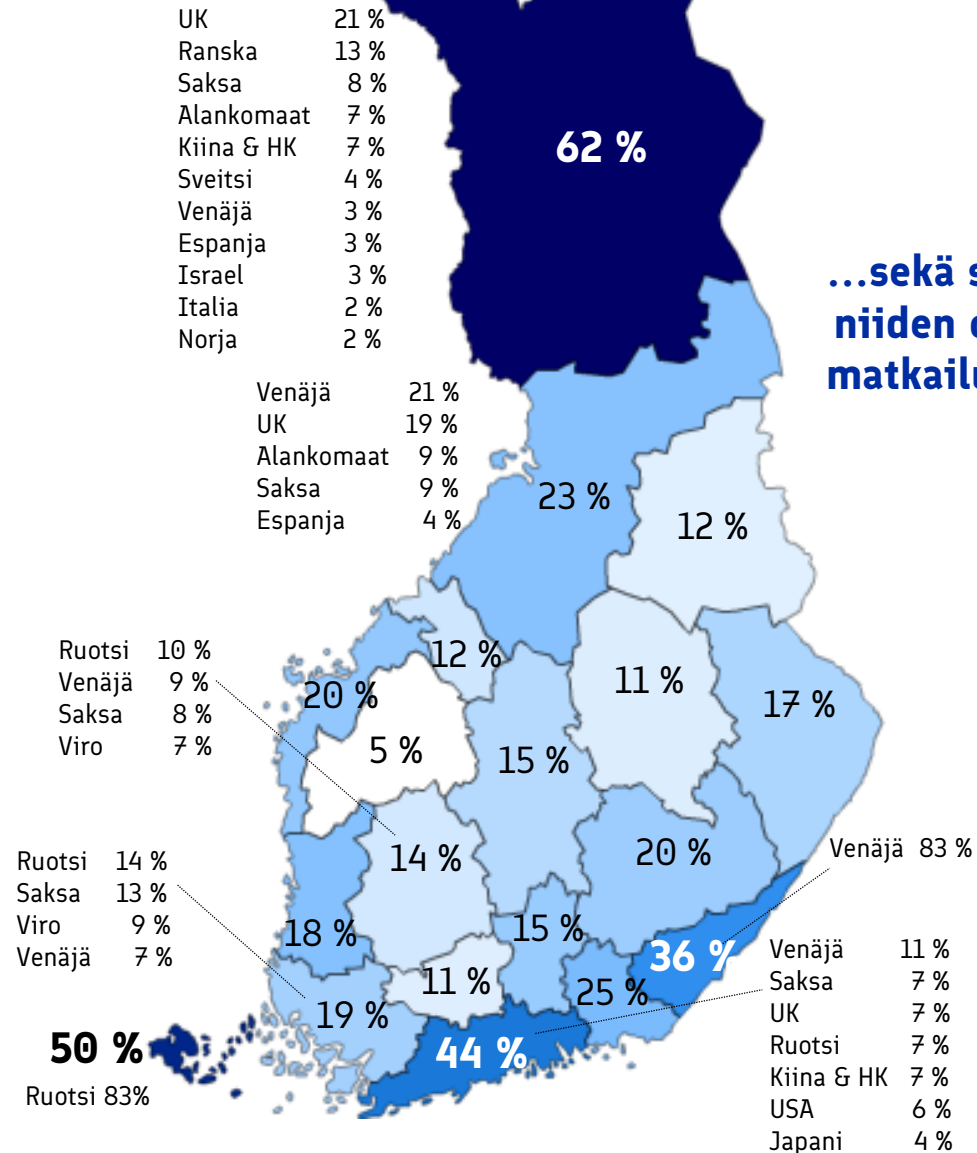 UK 21 %
Ranska 13 %
Saksa 8 %
Alankomaat 7 %
Kiina & HK 7 %
Sveitsi 4 %
Venäjä 3 %
Espanja 3 %
Israel 3 %
Italia 2 %
Norja 2 %
62 %
...sekä
niiden
Venäjä 21 %
UK 19 %
Alankomaat 9 %
Saksa 9 %
Espanja 4 %
23 %
12 %
Ruotsi 10 %
Venäjä 9 %
Saksa 8 %
Viro 7 %
12 %
20 %
11 %
17 %
5 %
15 %
14 %
20 %
Venäjä 83 %
Ruotsi 14 %
Saksa 13 %
Viro 9 %
Venäjä 7 %
18 %
15 %
36 %
11 %
25 %
19 %
44 %
50 %
Ruotsi 83%
Venäjä 11 %
Saksa 7 %
UK 7 %
Ruotsi 7 %
Kiina & HK 7 %
USA 6 %
Japani 4 %